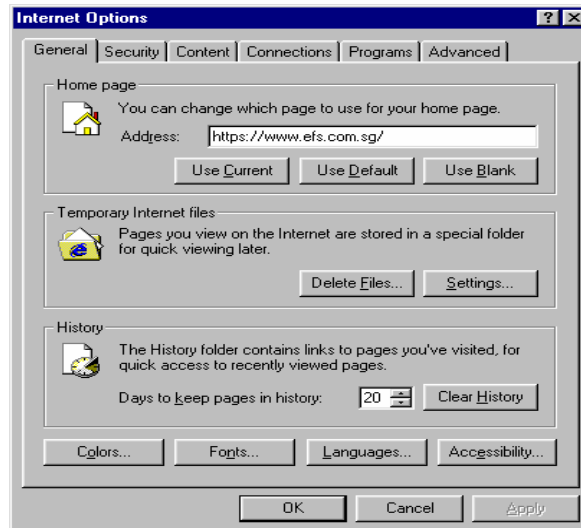 Internet Options ? X
General Security Content Connections Programs Advanced
Home page
You can change which page to use for your home page.
Address: https://www.efs.com.sg/
Use Current Use Default Use Blank
Temporary Internet files
Pages you view on the Internet are stored in a special folder
for quick viewing later.
Delete Files... Settings...
History
The History folder contains links to pages you've visited, for
quick access to recently viewed pages.
Days to keep pages in history: 20 Clear History
Colors... Fonts... Languages... Accessibility...
OK Cancel Apply